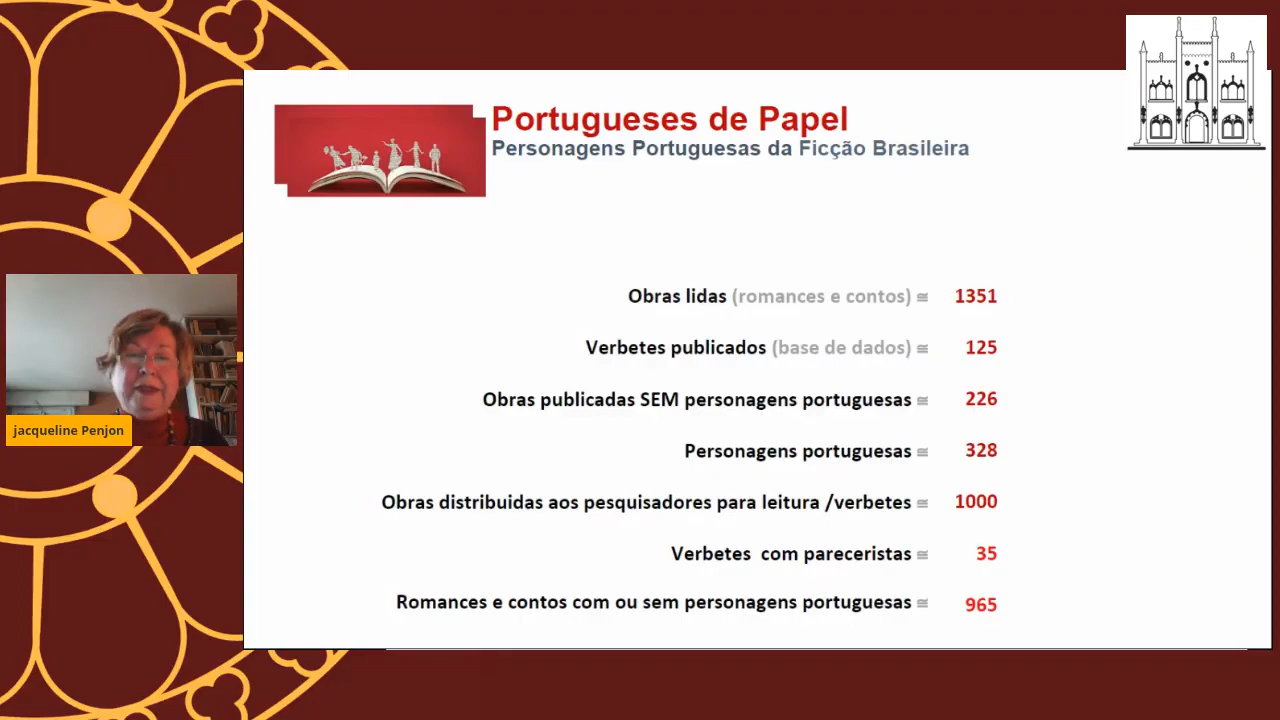 Portugueses de Papel
Personagens Portuguesas da Ficção Brasileira
Obras lidas (romances e contos) ≅ 1351
Verbetes publicados (base de dados) ≅ 125
Obras publicadas SEM personagens portuguesas ≅ 226
Personagens portuguesas ≅ 328
Obras distribuidas aos pesquisadores para leitura /verbetes ≅ 1000
Verbetes com pareceristas ≅ 35
Romances e contos com ou sem personagens portuguesas ≅ 965
jacqueline Penjon